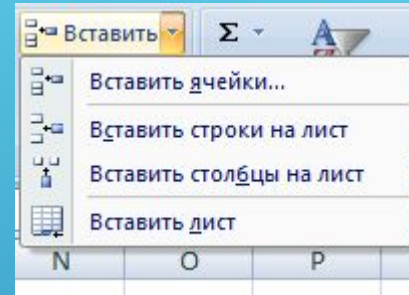 Вставить Σ А
Вставить ячейки...
Вставить строки на лист
Вставить столбцы на лист
Вставить лист
N O P